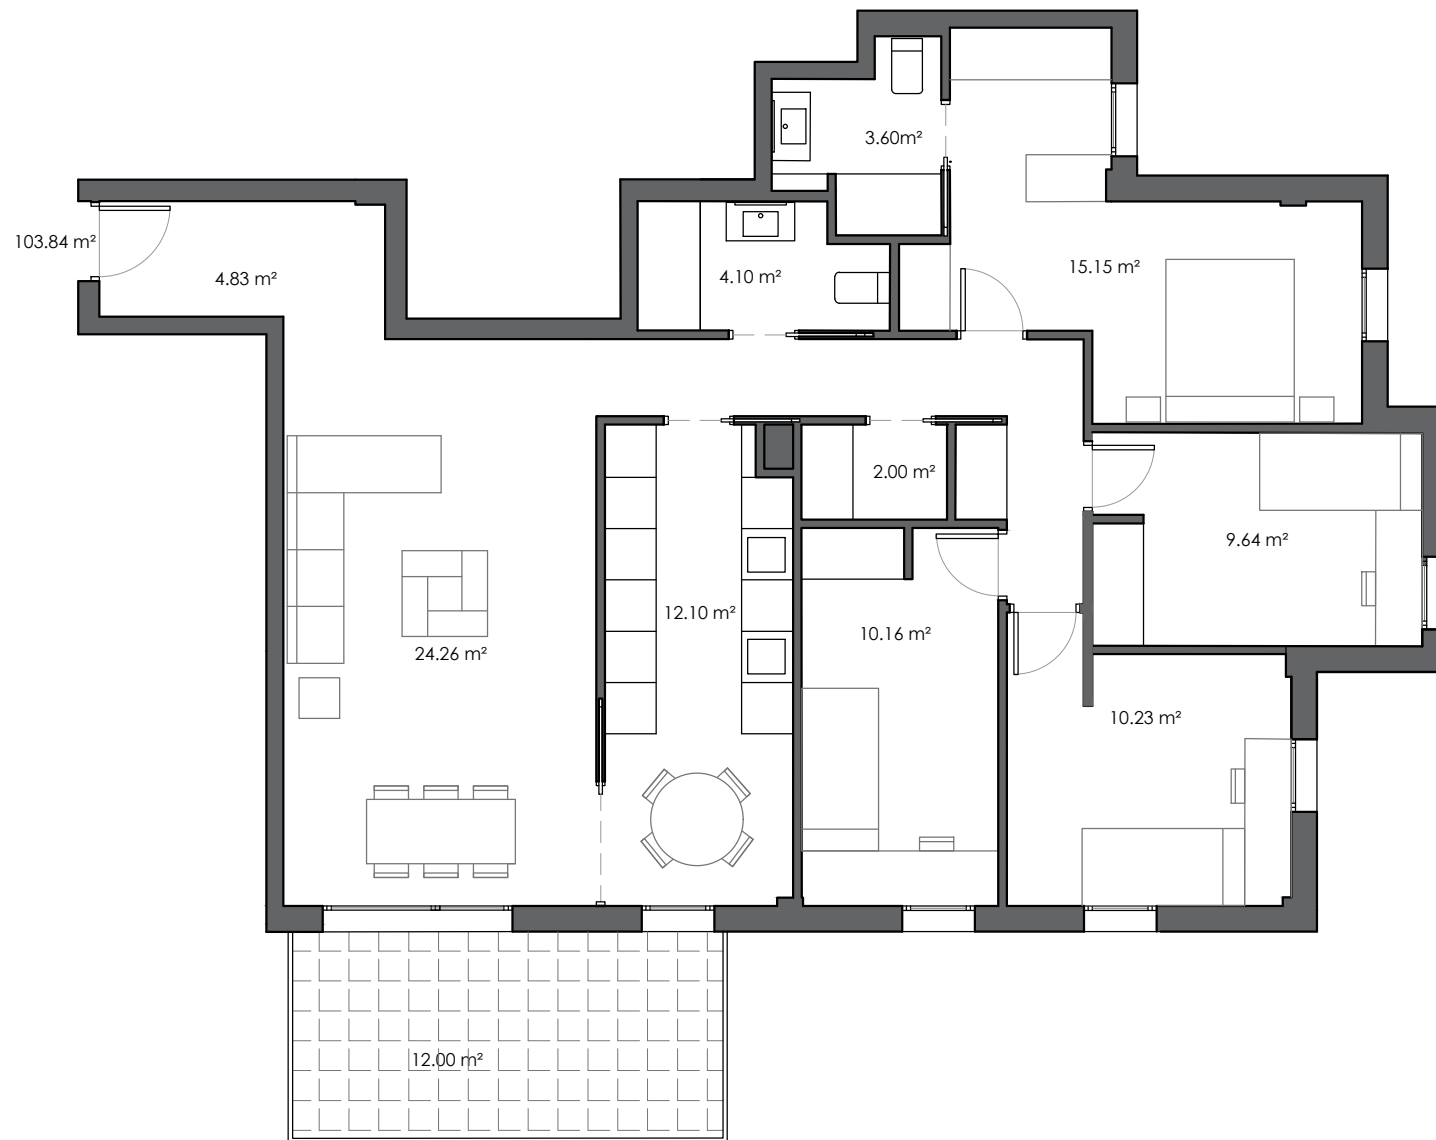 3.60m²
103.84 m²
4.83 m²
4.10 m²
15.15 m²
2.00 m²
9.64 m²
12.10 m²
10.16 m²
24.26 m²
10.23 m²
12.00 m²